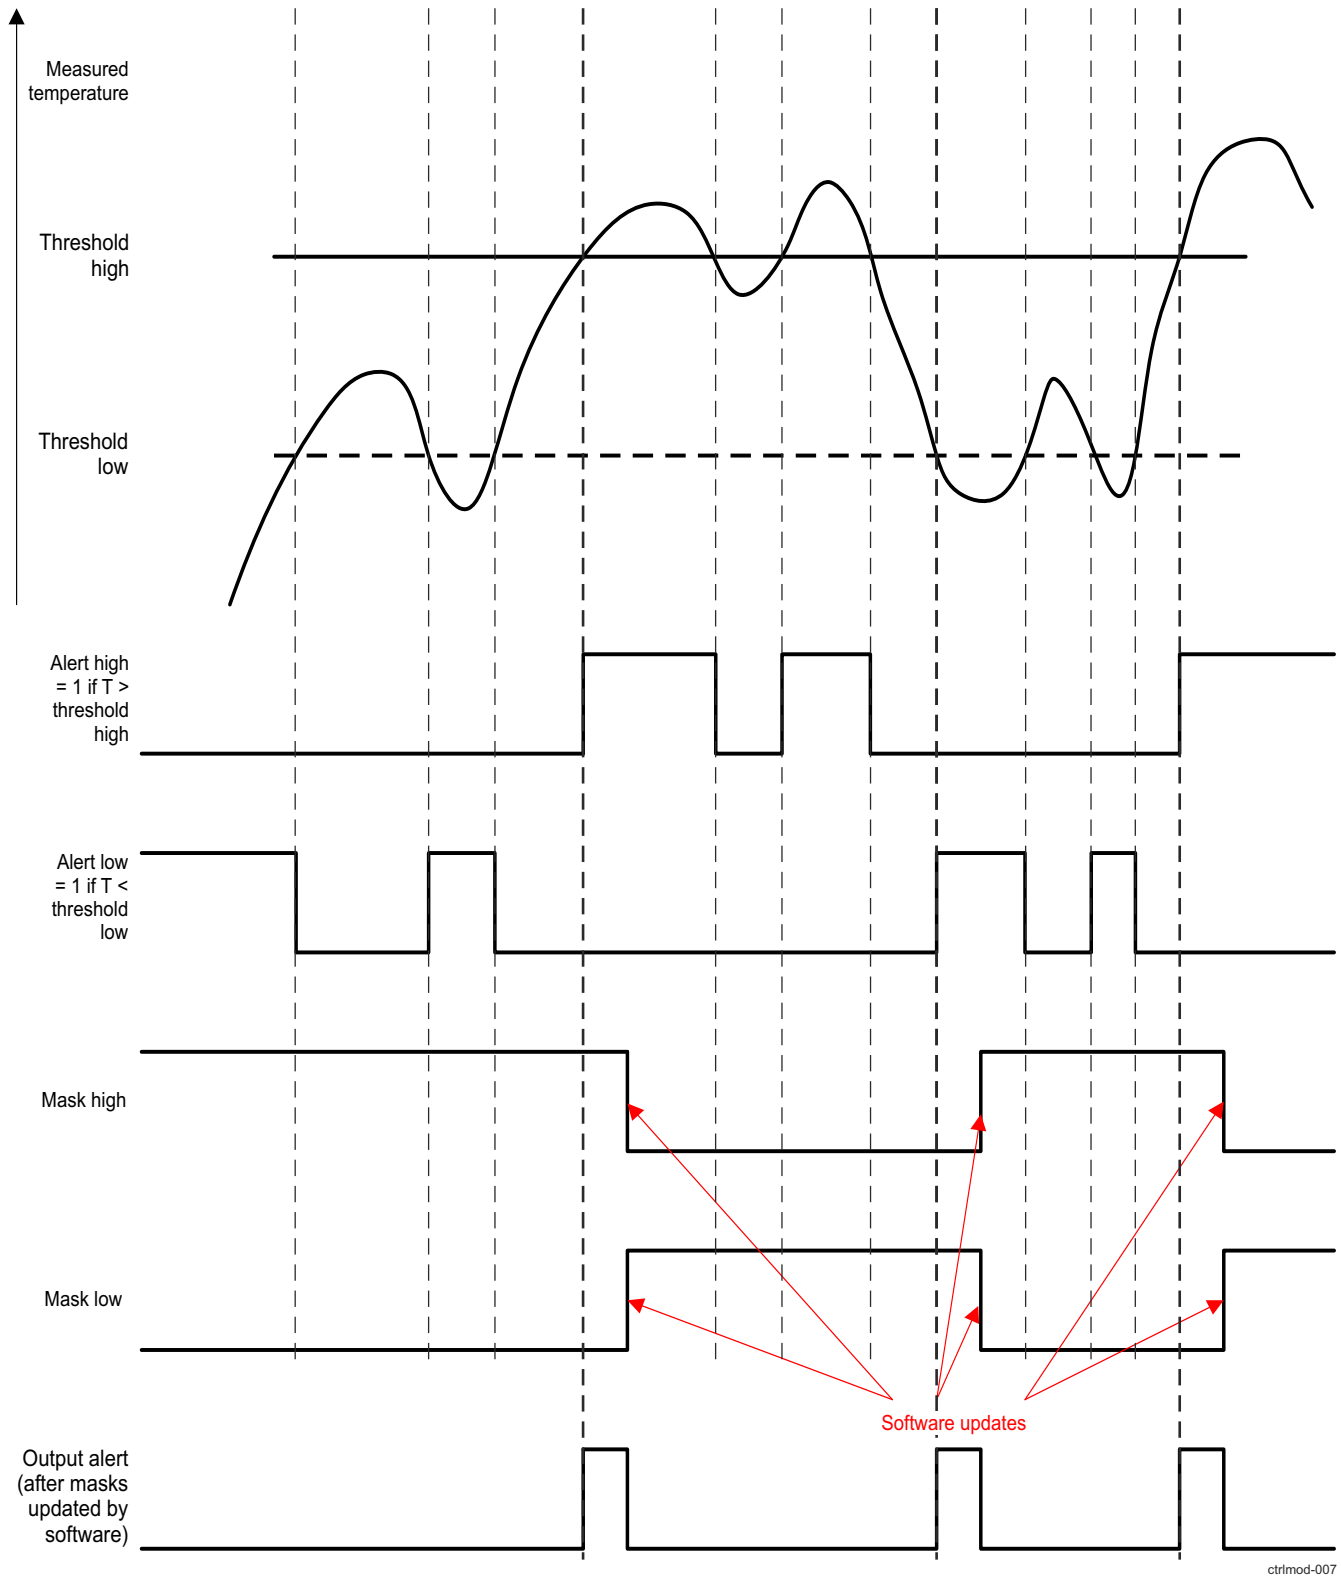 Measured
temperature
Threshold
high
Threshold
low
Alert high
= 1 if T >
threshold
high
Alert low
= 1 if T <
threshold
low
Mask high
Mask low
Software updates
Output alert
(after masks
updated by
software)
ctrlmod-007